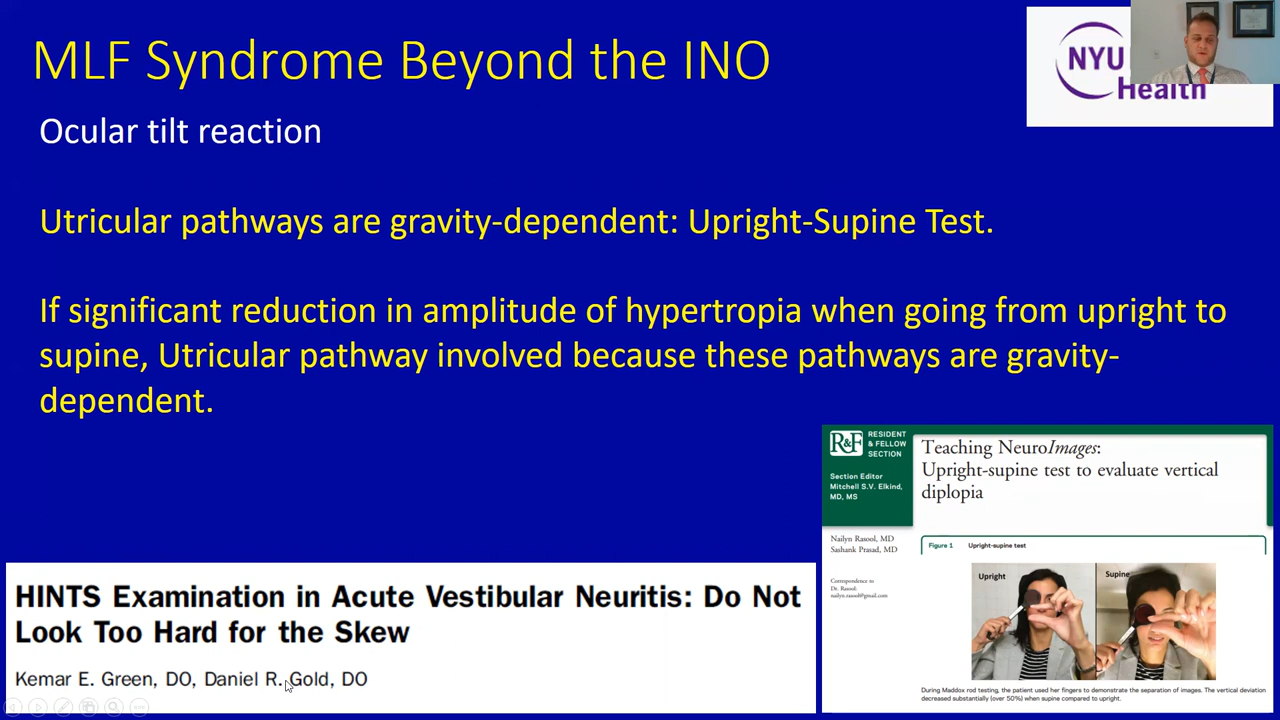 MLF Syndrome Beyond the INO
NYU
Health
Ocular tilt reaction
Utricular pathways are gravity-dependent: Upright-Supine Test.
If significant reduction in amplitude of hypertropia when going from upright to
supine, Utricular pathway involved because these pathways are gravity-
dependent.
R&F
RESIDENT
& FELLOW
SECTION
Section Editor
Mitchell S.V. Elkind,
MD, MS
Teaching NeuroImages:
Upright-supine test to evaluate vertical
diplopia
Nailyn Rasool, MD
Sashank Prasad, MD
Correspondence to
Dr. Rasool:
nailyn.rasool@gmail.com
Figure 1 Upright-supine test
Upright
Supine
During Maddox rod testing, the patient used her fingers to demonstrate the separation of images. The vertical deviation
decreased substantially (over 50%) when supine compared to upright.
HINTS Examination in Acute Vestibular Neuritis: Do Not
Look Too Hard for the Skew
Kemar E. Green, DO, Daniel R. Gold, DO